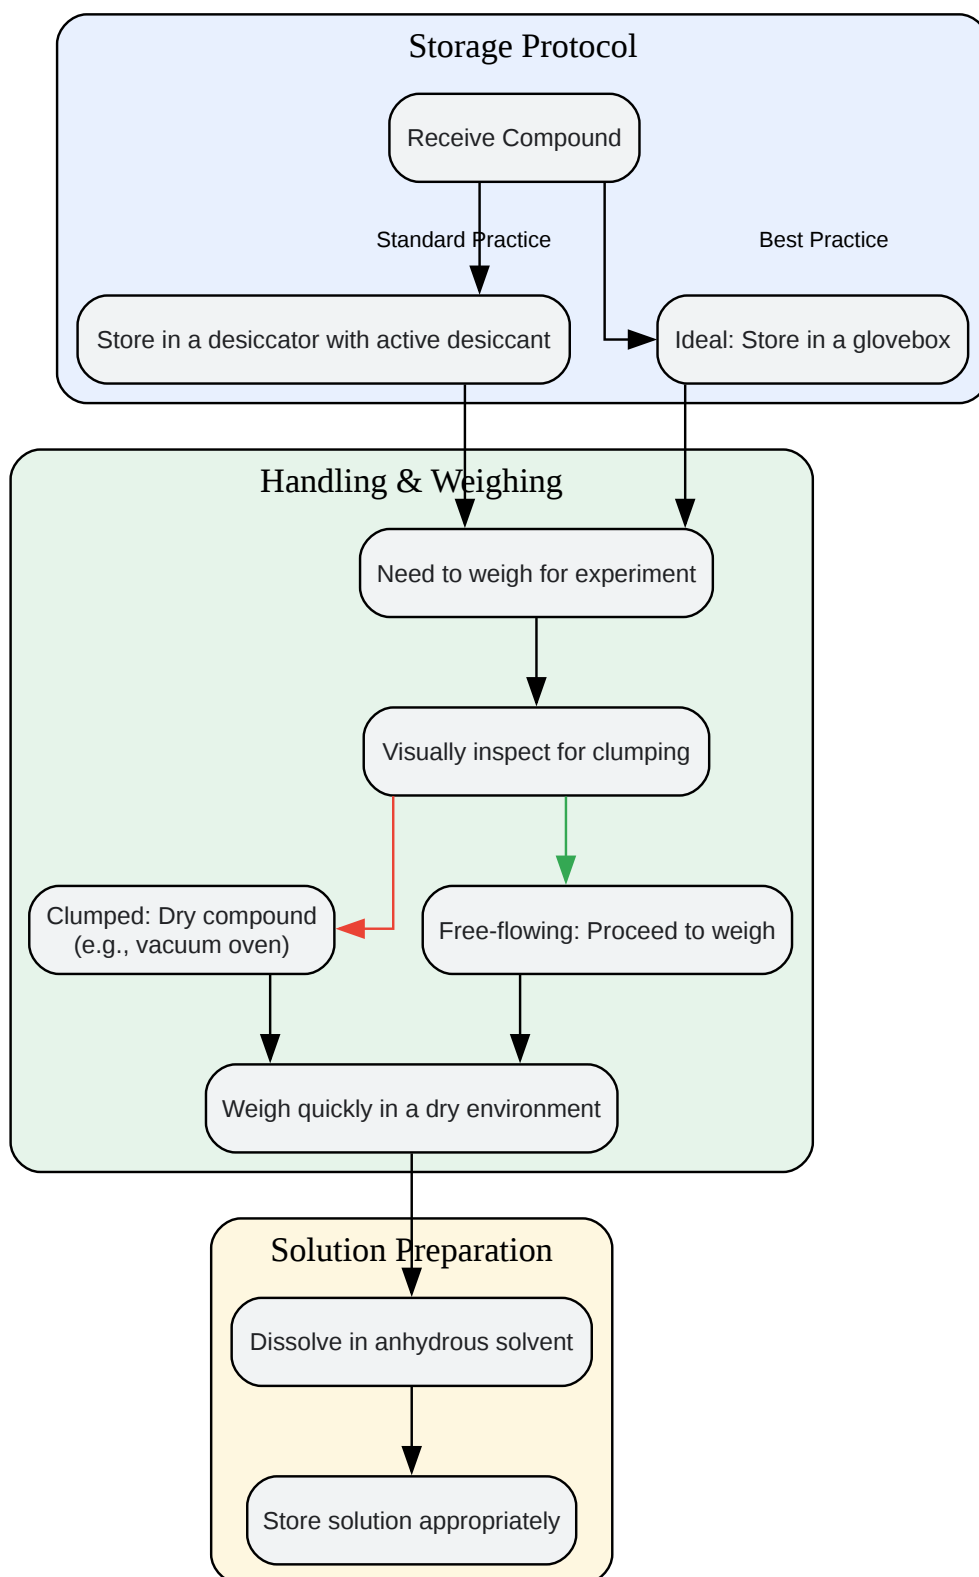 Storage Protocol
Receive Compound
Standard Practice
Best Practice
Store in a desiccator with active desiccant
Ideal: Store in a glovebox
Handling & Weighing
Need to weigh for experiment
Visually inspect for clumping
Clumped: Dry compound
(e.g., vacuum oven)
Free-flowing: Proceed to weigh
Weigh quickly in a dry environment
Solution Preparation
Dissolve in anhydrous solvent
Store solution appropriately